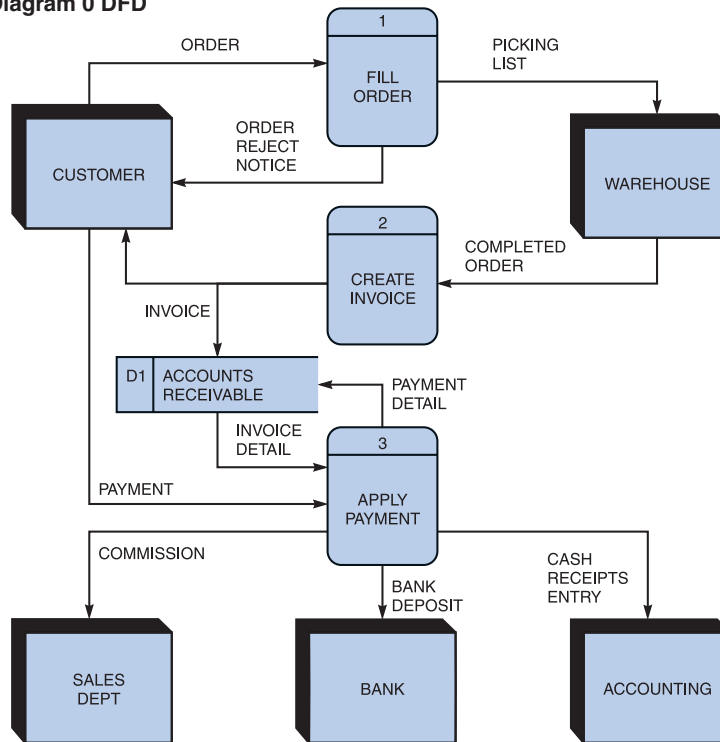 Diagram 0 DFD
1
ORDER
PICKING
LIST
FILL
ORDER
ORDER
REJECT
NOTICE
CUSTOMER
WAREHOUSE
2
COMPLETED
ORDER
CREATE
INVOICE
INVOICE
D1
ACCOUNTS
RECEIVABLE
PAYMENT
DETAIL
INVOICE
DETAIL
3
PAYMENT
APPLY
PAYMENT
COMMISSION
BANK
DEPOSIT
CASH
RECEIPTS
ENTRY
SALES
DEPT
BANK
ACCOUNTING